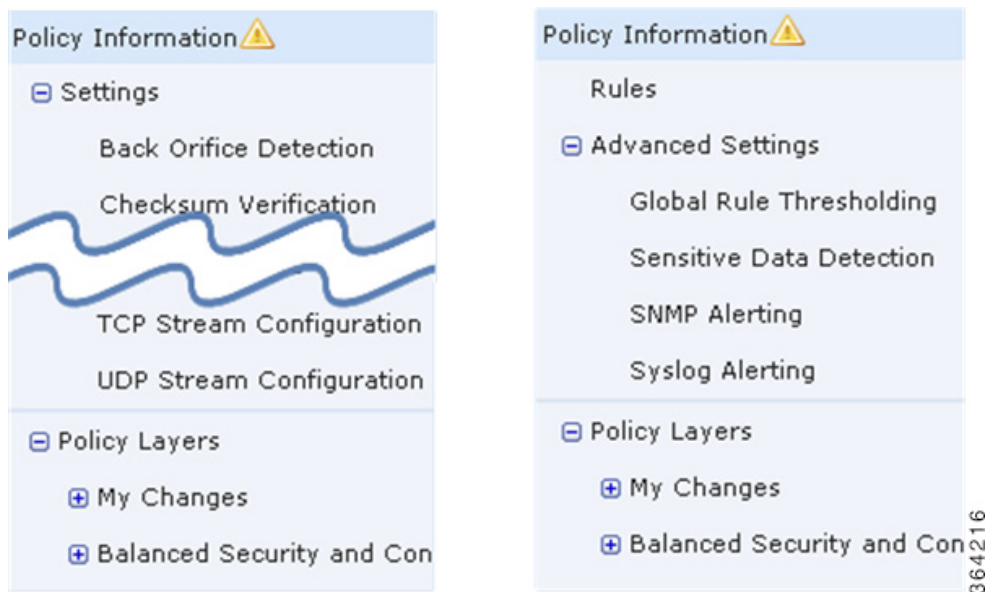 Policy Information
Settings
Back Orifice Detection
Checksum Verification
TCP Stream Configuration
UDP Stream Configuration
Policy Layers
My Changes
Balanced Security and Con
Policy Information
Rules
Advanced Settings
Global Rule Thresholding
Sensitive Data Detection
SNMP Alerting
Syslog Alerting
Policy Layers
My Changes
Balanced Security and Con
364216